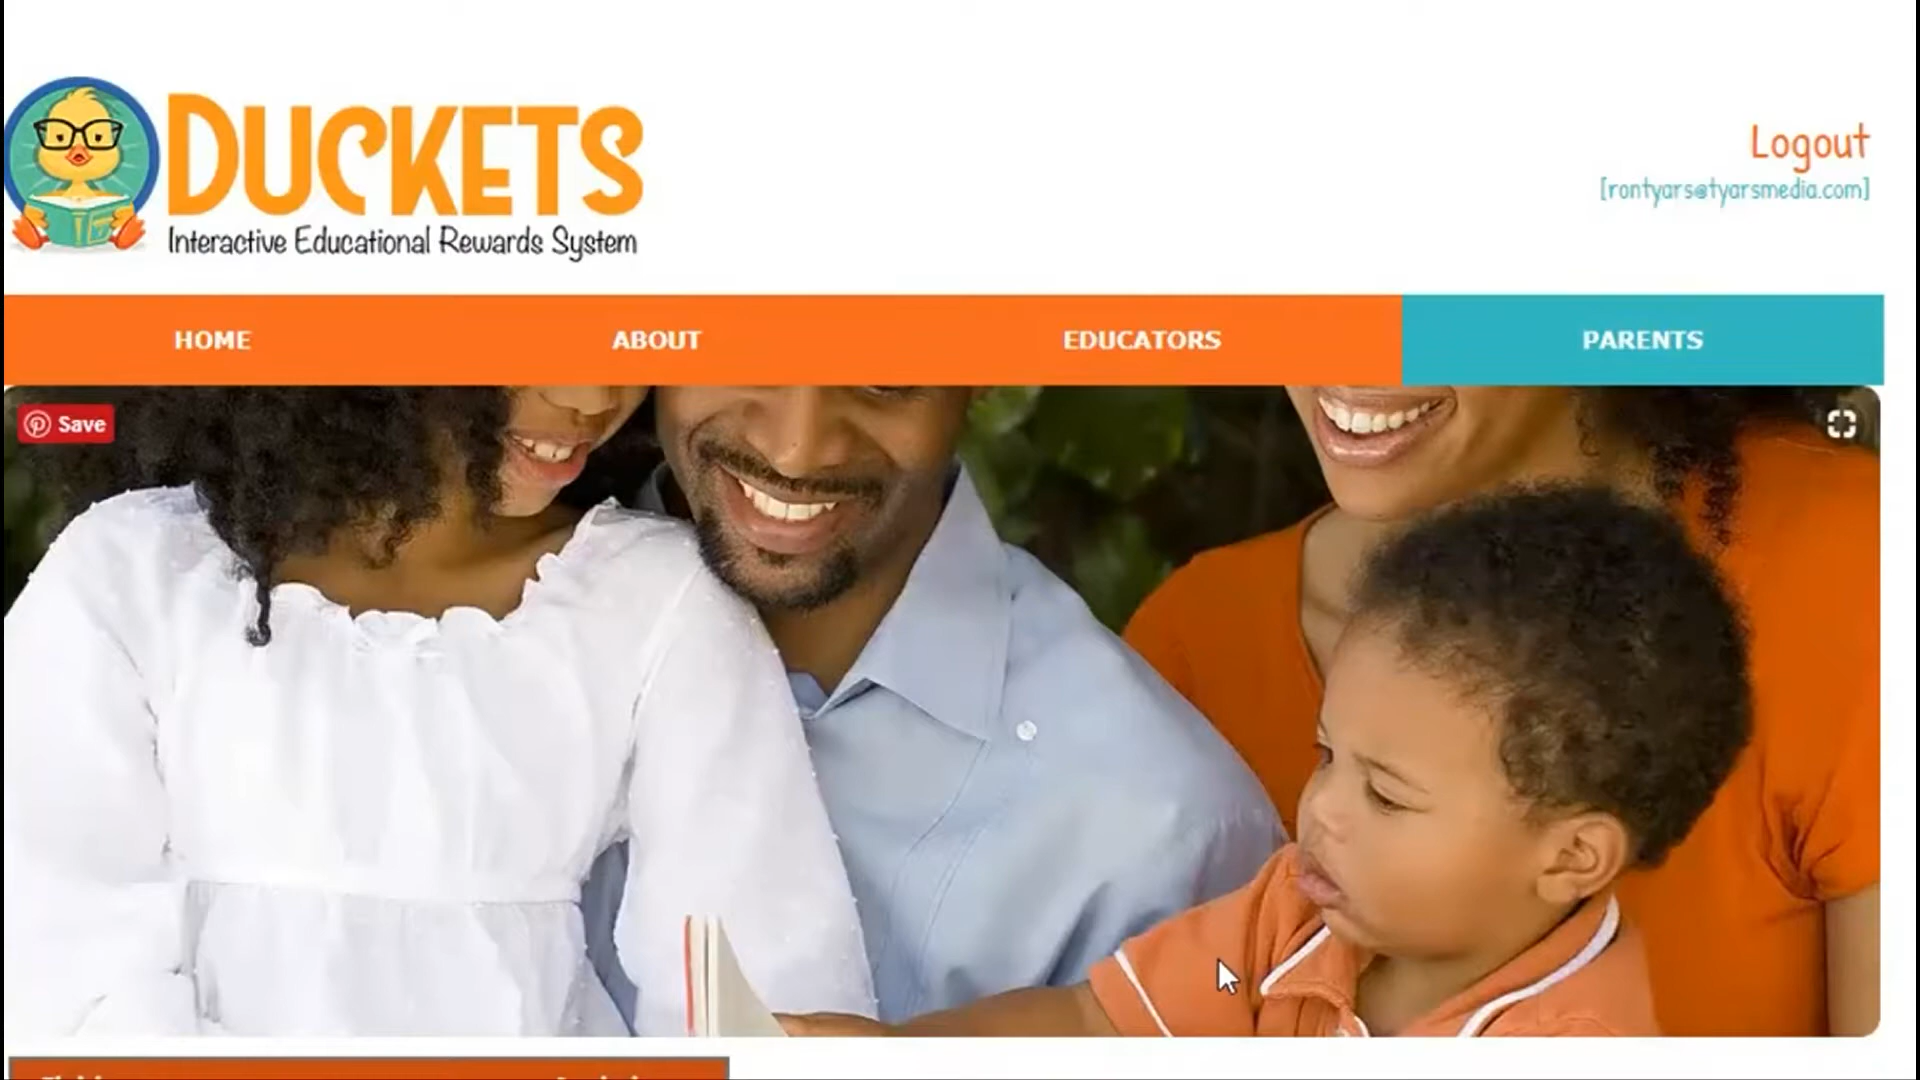 DUCKETS
Interactive Educational Rewards System
Logout
[rontyars@tyarsmedia.com]
HOME
ABOUT
EDUCATORS
PARENTS
Save